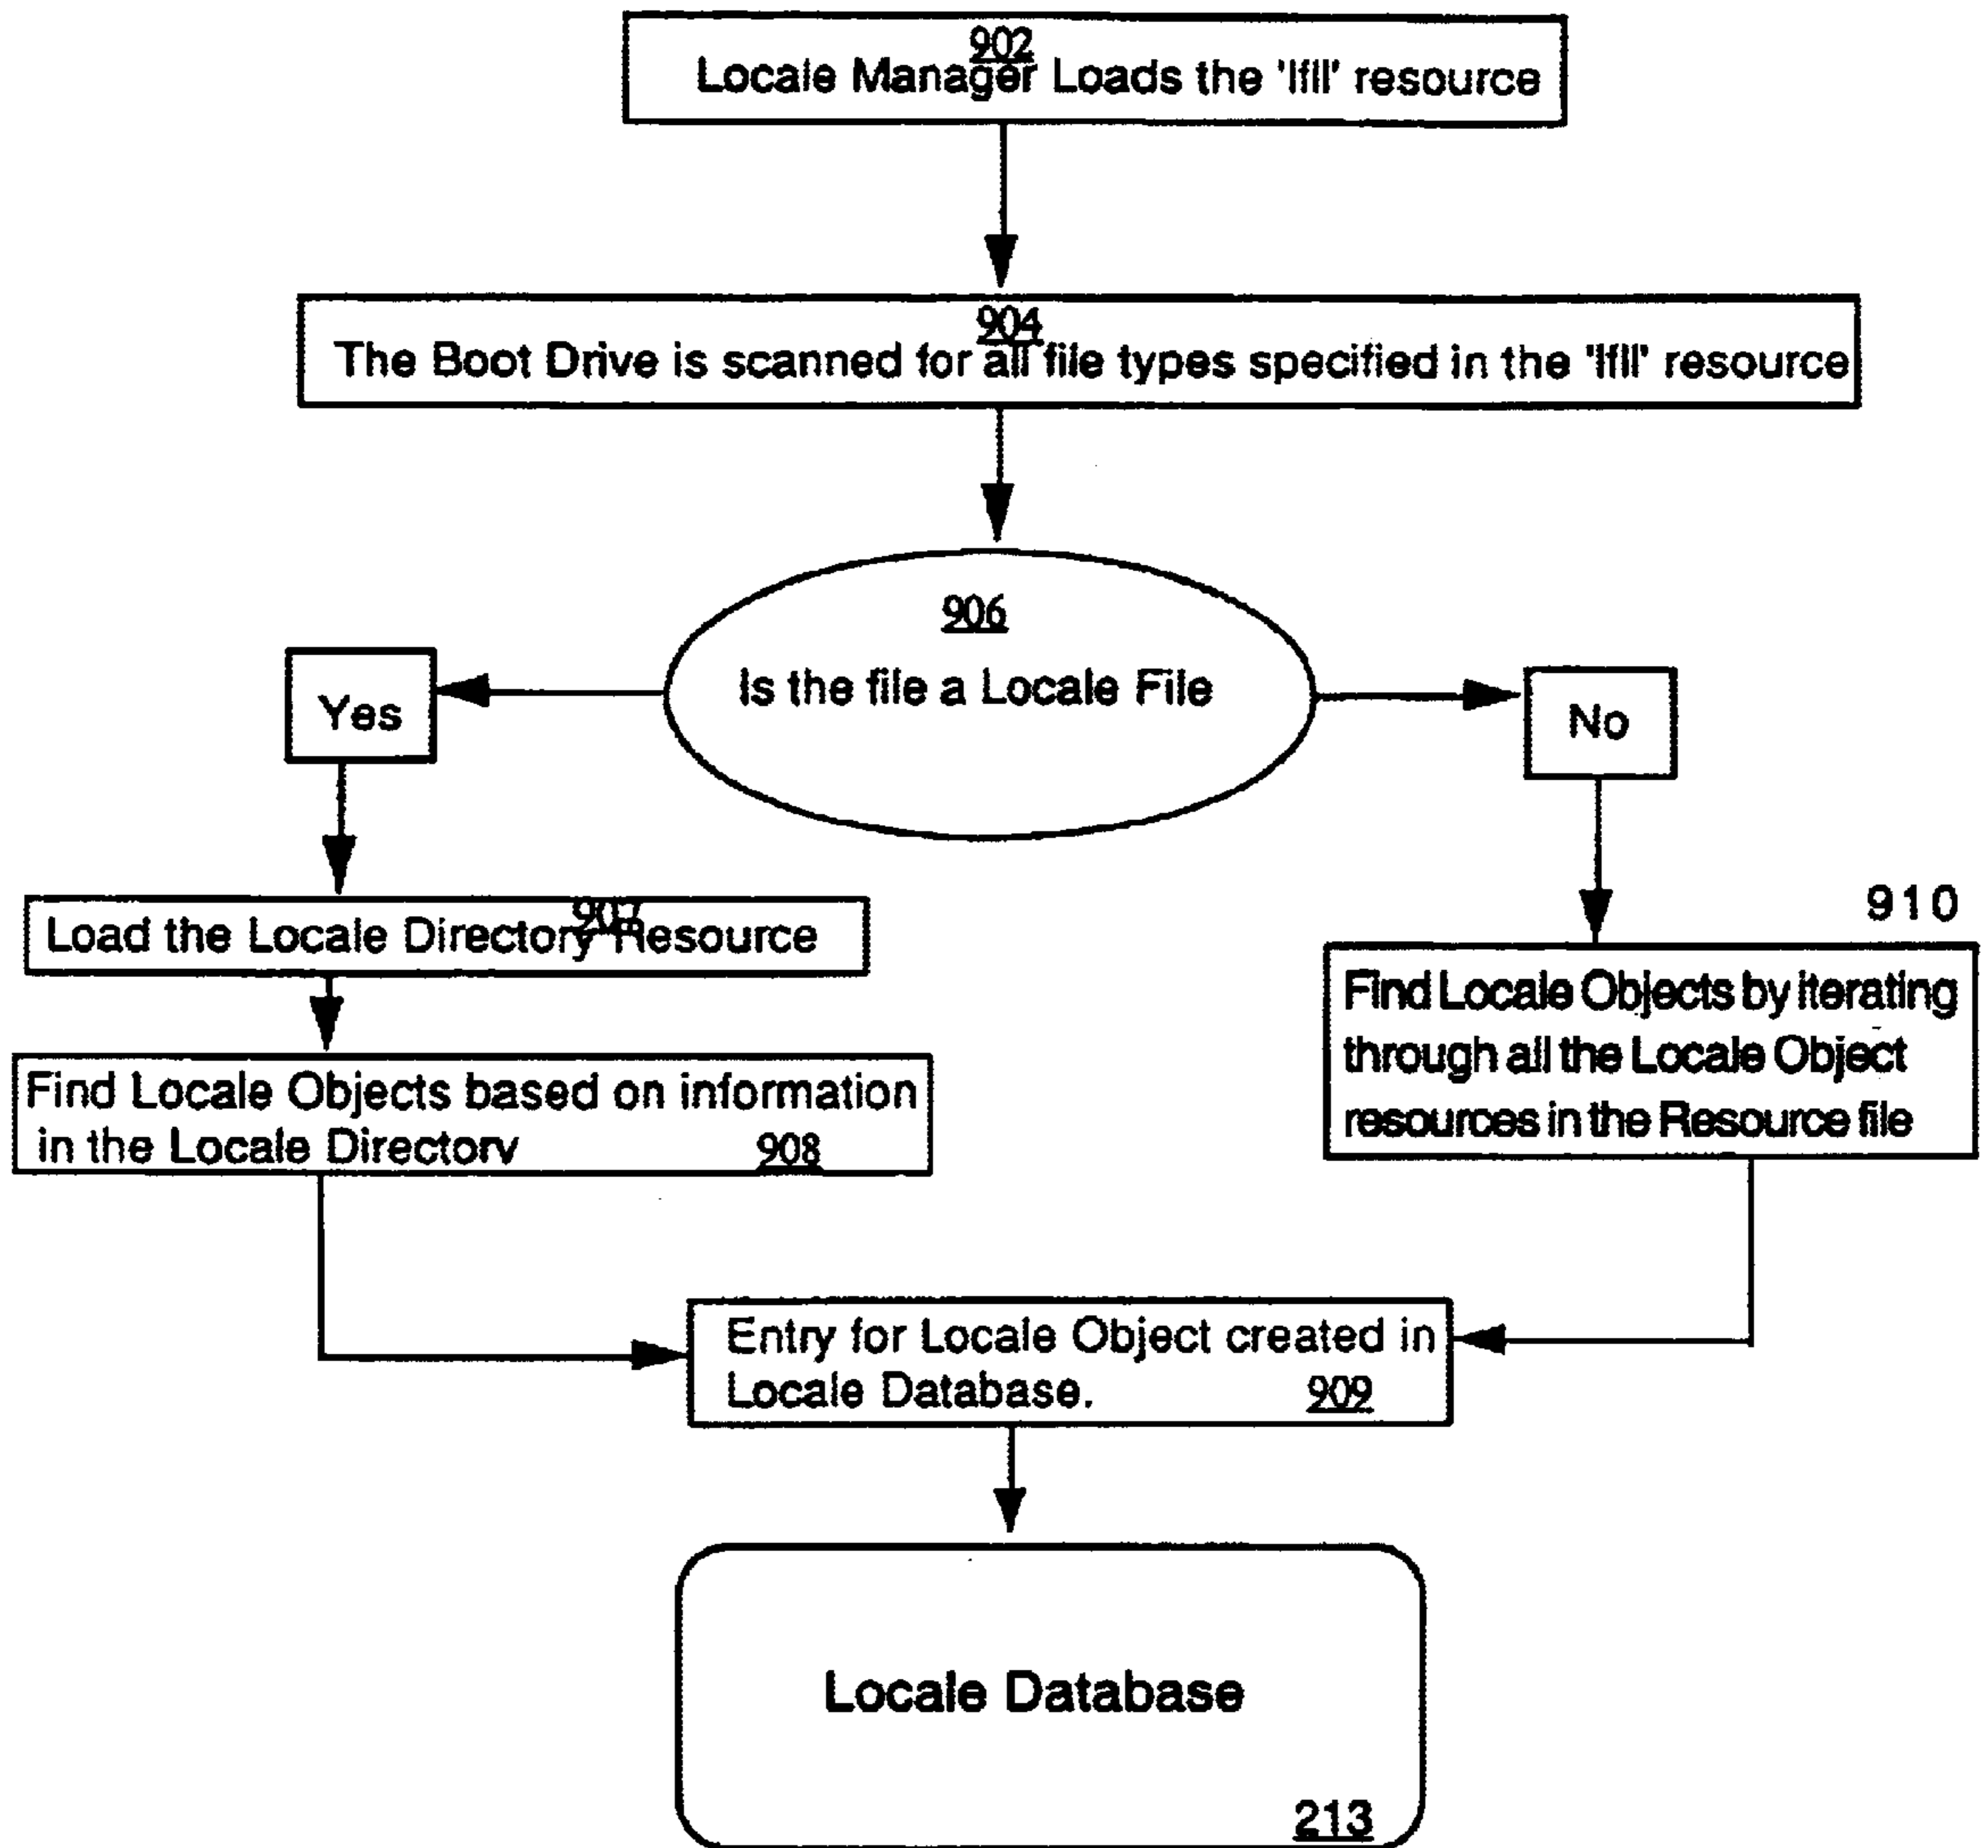 902
Locale Manager Loads the 'lfll' resource
904
The Boot Drive is scanned for all file types specified in the 'lfll' resource
906
Is the file a Locale File
Yes
No
907
Load the Locale Directory Resource
910
Find Locale Objects by iterating
through all the Locale Object
resources in the Resource file
Find Locale Objects based on information
in the Locale Directory 908
Entry for Locale Object created in
Locale Database. 909
Locale Database
213